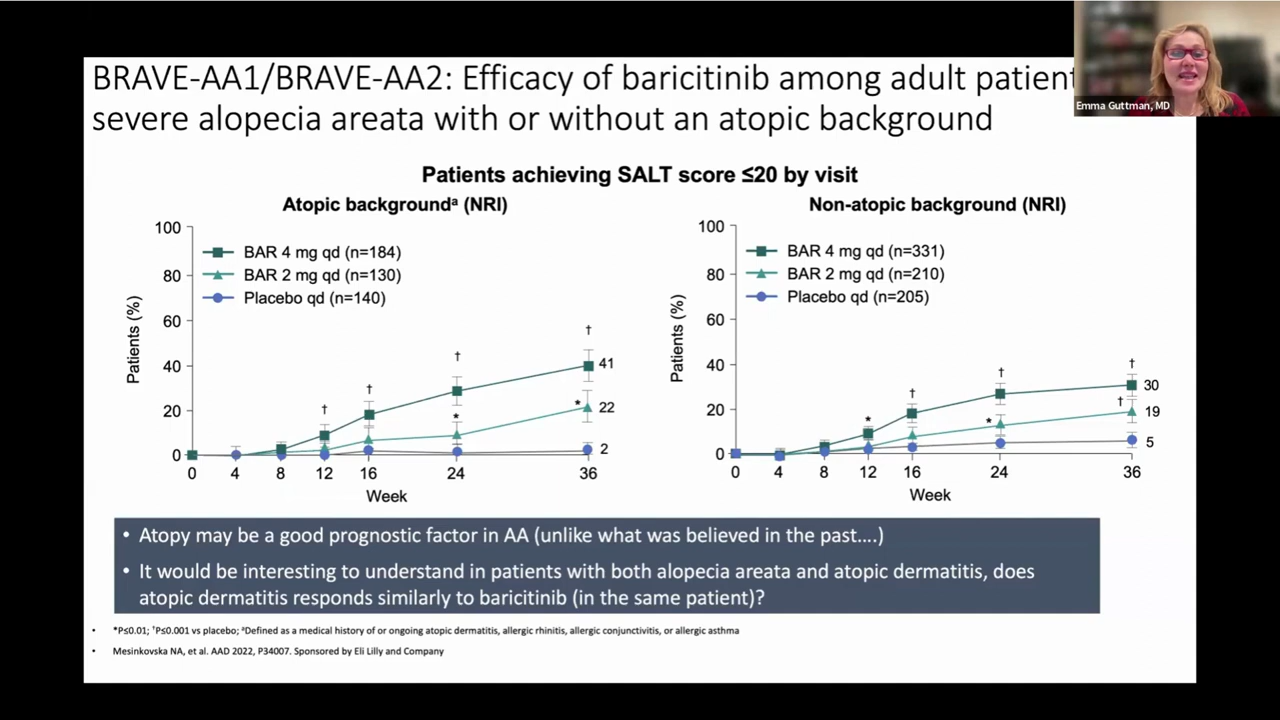 BRAVE-AA1/BRAVE-AA2: Efficacy of baricitinib among adult patient
severe alopecia areata with or without an atopic background
Emma Guttman, MD
Patients achieving SALT score ≤20 by visit
Atopic backgroundᵃ (NRI)
100
80
60
40
20
0
Patients (%)
BAR 4 mg qd (n=184)
BAR 2 mg qd (n=130)
Placebo qd (n=140)
†
†
†
*
†
*
41
22
2
0 4 8 12 16 24 36
Week
Non-atopic background (NRI)
100
80
60
40
20
0
Patients (%)
BAR 4 mg qd (n=331)
BAR 2 mg qd (n=210)
Placebo qd (n=205)
*
†
†
*
†
†
30
19
5
0 4 8 12 16 24 36
Week
• Atopy may be a good prognostic factor in AA (unlike what was believed in the past....)
• It would be interesting to understand in patients with both alopecia areata and atopic dermatitis, does
atopic dermatitis responds similarly to baricitinib (in the same patient)?
• *P≤0.01; †P≤0.001 vs placebo; ᵃDefined as a medical history of or ongoing atopic dermatitis, allergic rhinitis, allergic conjunctivitis, or allergic asthma
• Mesinkovska NA, et al. AAD 2022, P34007. Sponsored by Eli Lilly and Company